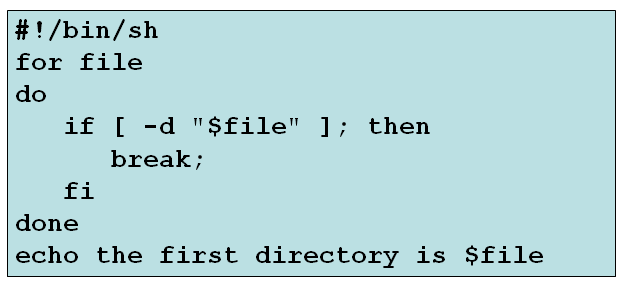 #!/bin/sh
for file
do
   if [ -d "$file" ]; then
      break;
   fi
done
echo the first directory is $file